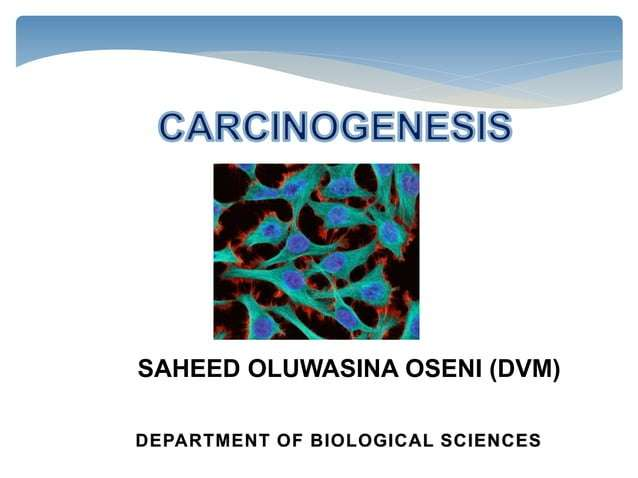 CARCINOGENESIS
SAHEED OLUWASINA OSENI (DVM)
DEPARTMENT OF BIOLOGICAL SCIENCES